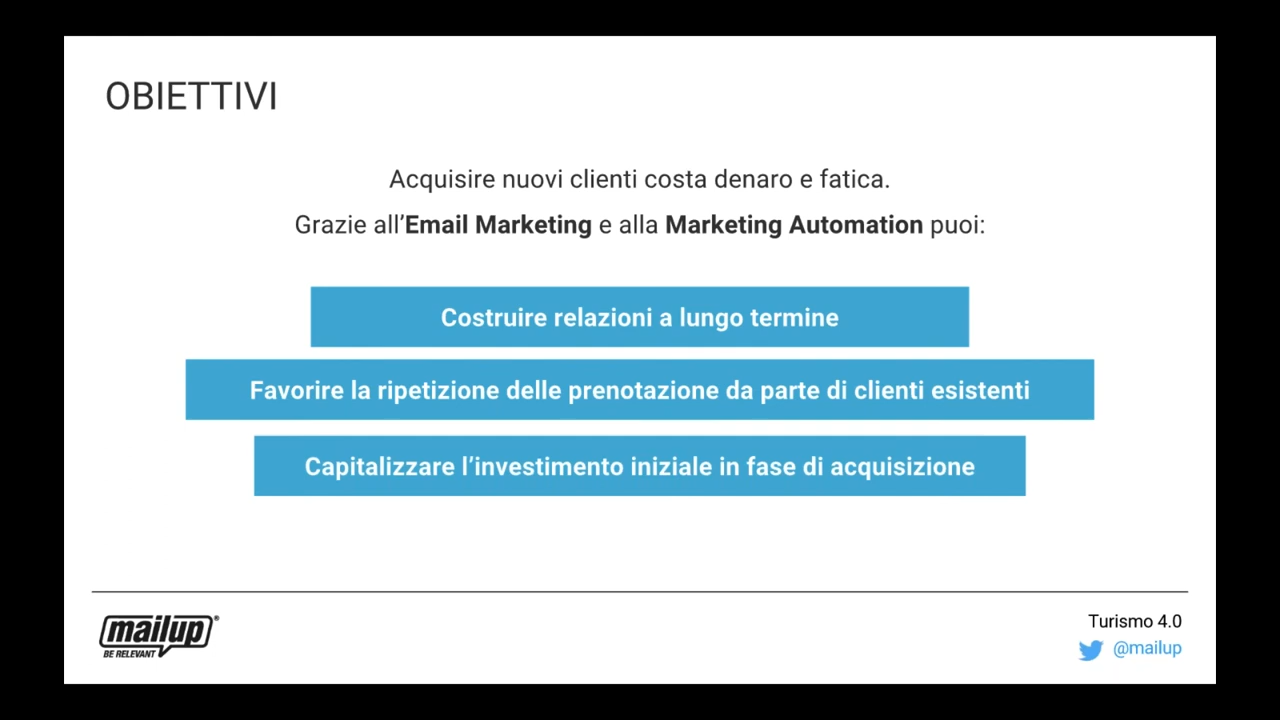 OBIETTIVI
Acquisire nuovi clienti costa denaro e fatica.
Grazie all’Email Marketing e alla Marketing Automation puoi:
Costruire relazioni a lungo termine
Favorire la ripetizione delle prenotazione da parte di clienti esistenti
Capitalizzare l’investimento iniziale in fase di acquisizione
mailup®
BE RELEVANT
Turismo 4.0
@mailup